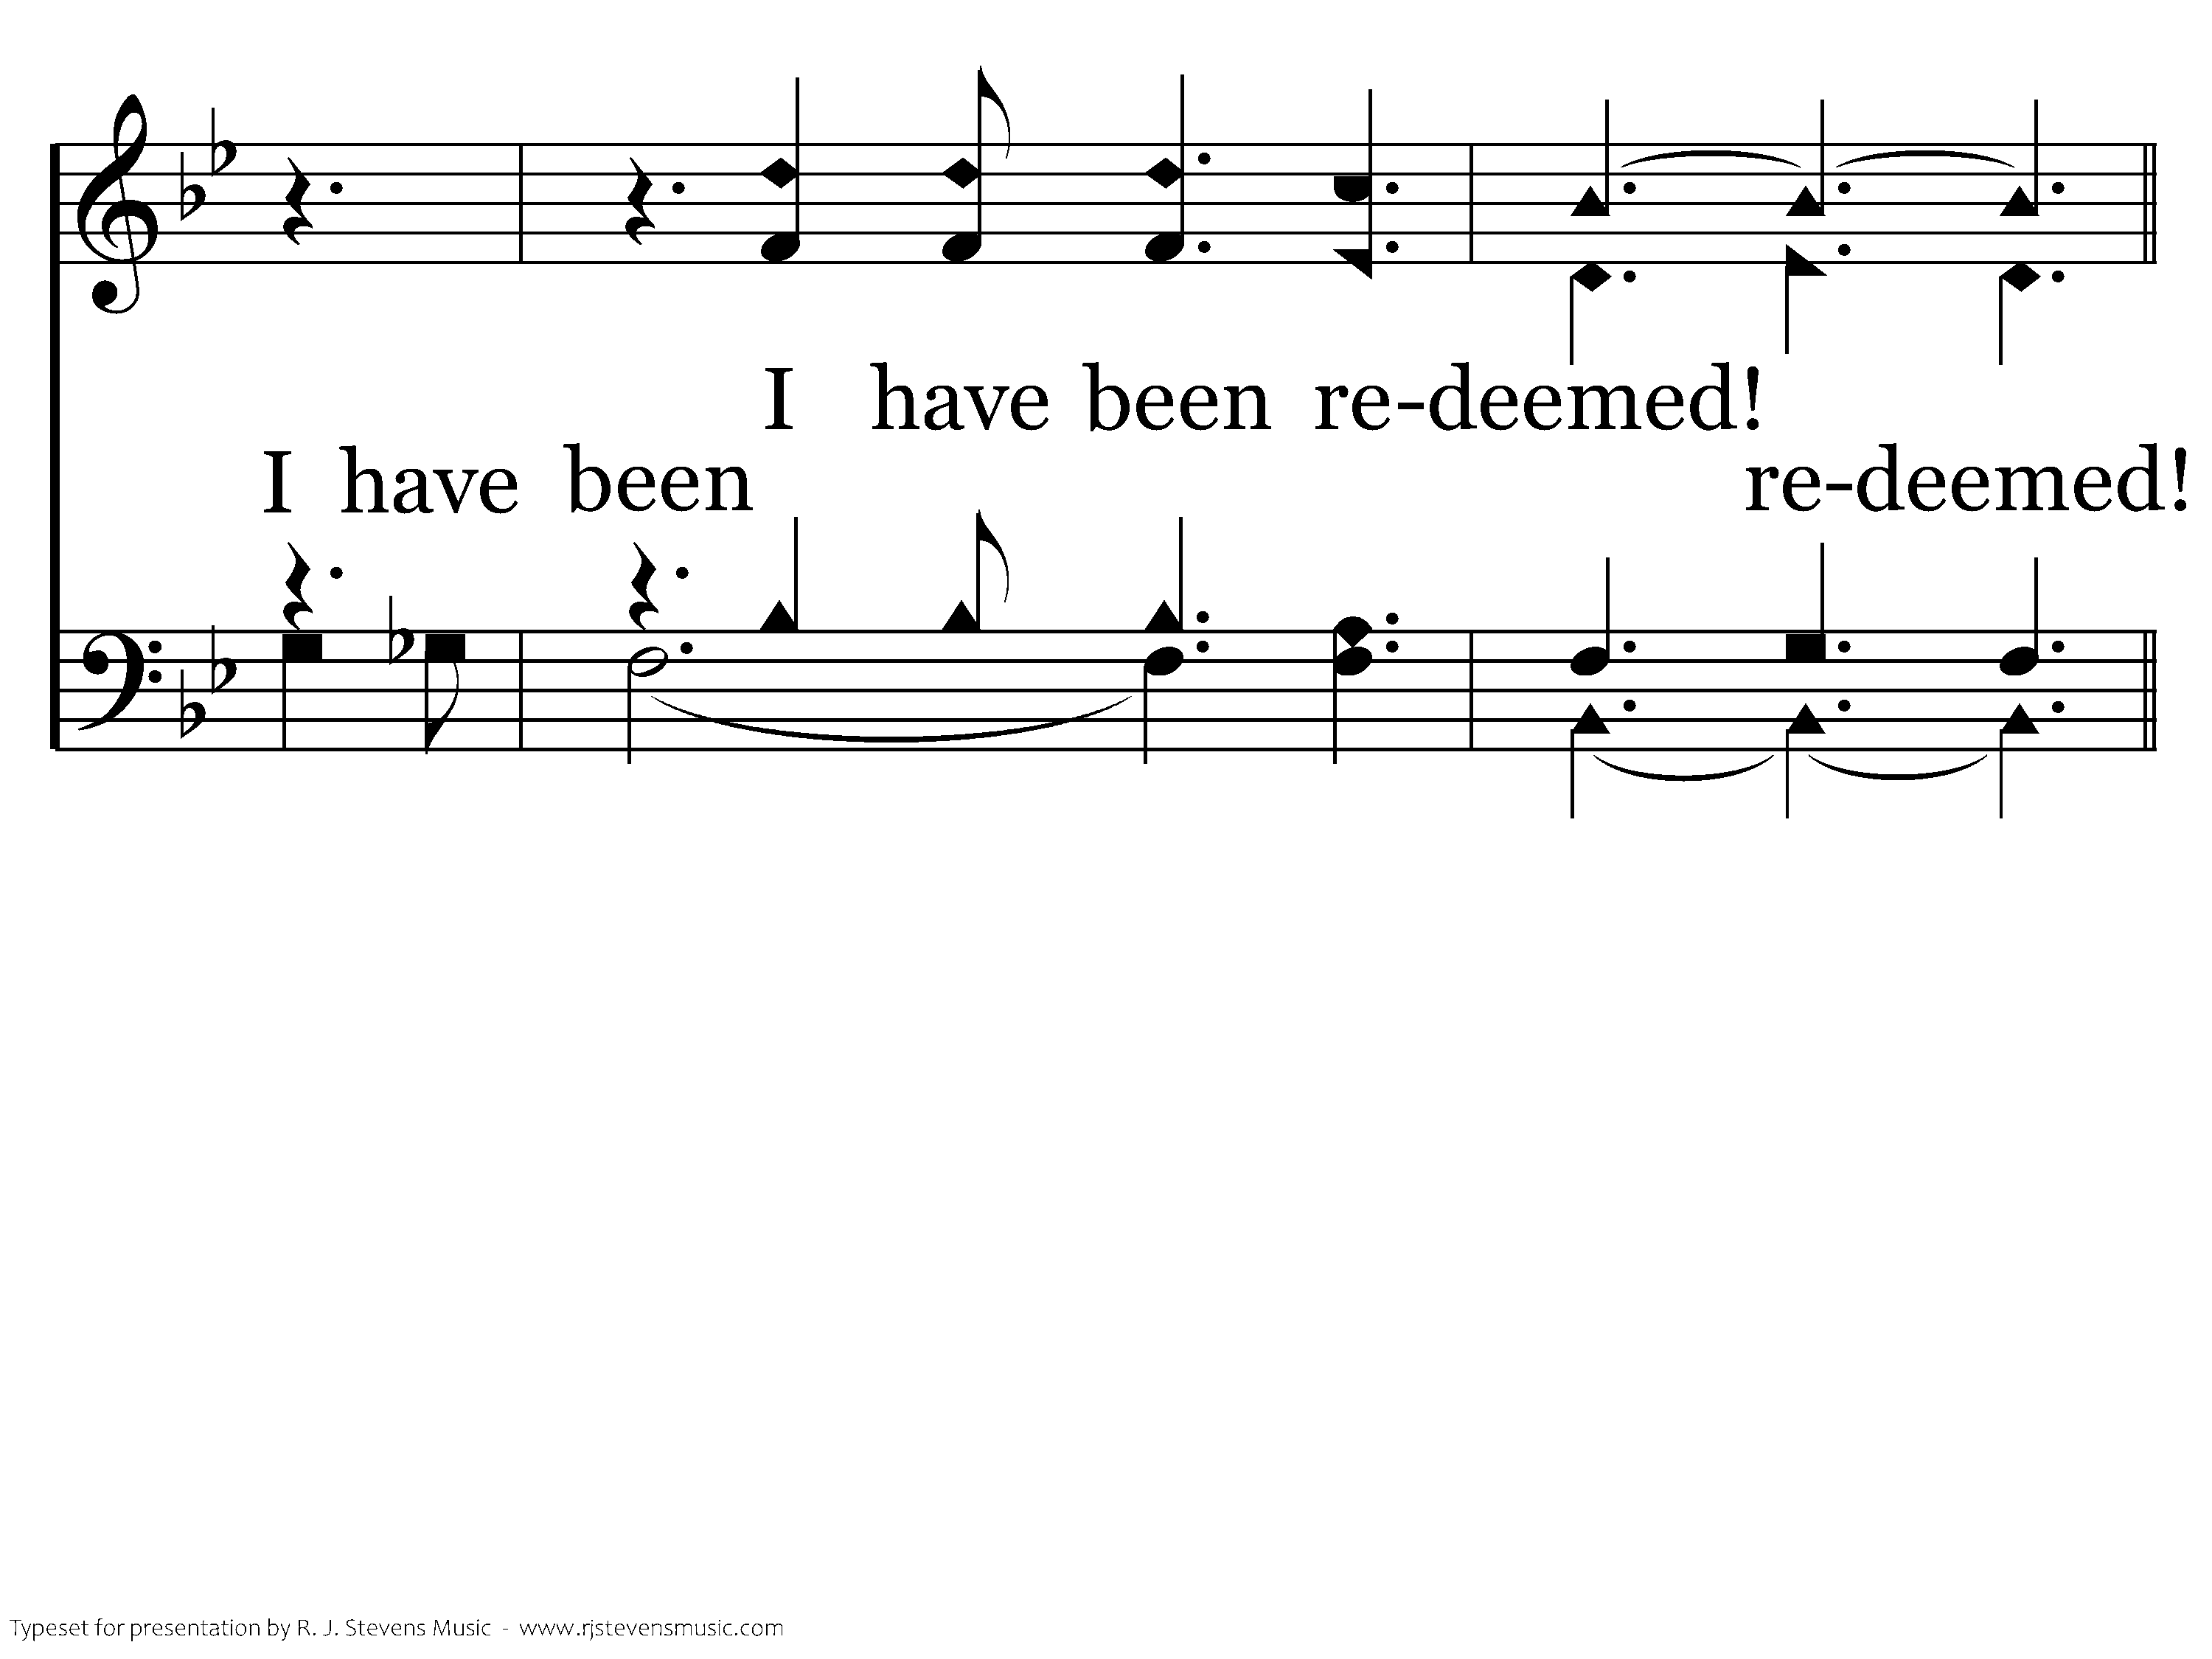 I have been re-deemed!
I have been re-deemed!
Typeset for presentation by R. J. Stevens Music - www.rjstevensmusic.com